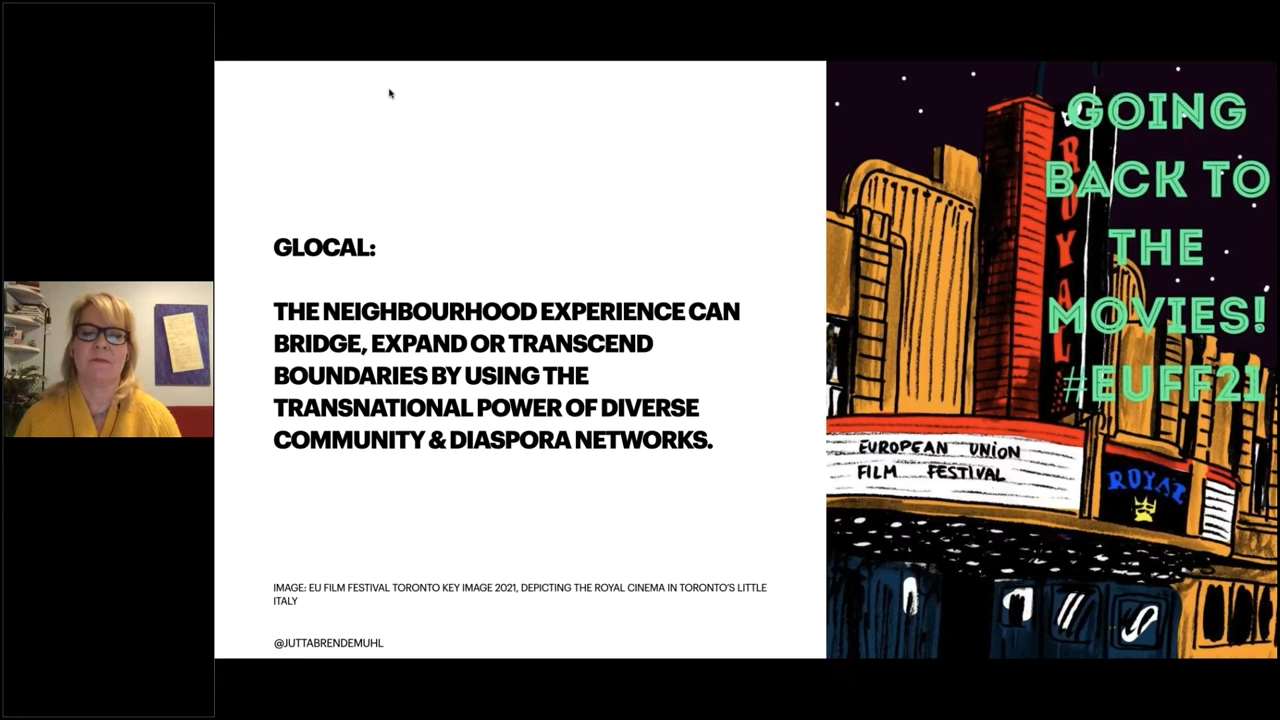 GLOCAL:
THE NEIGHBOURHOOD EXPERIENCE CAN
BRIDGE, EXPAND OR TRANSCEND
BOUNDARIES BY USING THE
TRANSNATIONAL POWER OF DIVERSE
COMMUNITY & DIASPORA NETWORKS.
IMAGE: EU FILM FESTIVAL TORONTO KEY IMAGE 2021, DEPICTING THE ROYAL CINEMA IN TORONTO'S LITTLE
ITALY
@JUTTABRENDEMUHL
GOING
BACK TO
THE
MOVIES!
#EUFF21
ROYAL
EUROPEAN UNION
FILM FESTIVAL
ROYAL